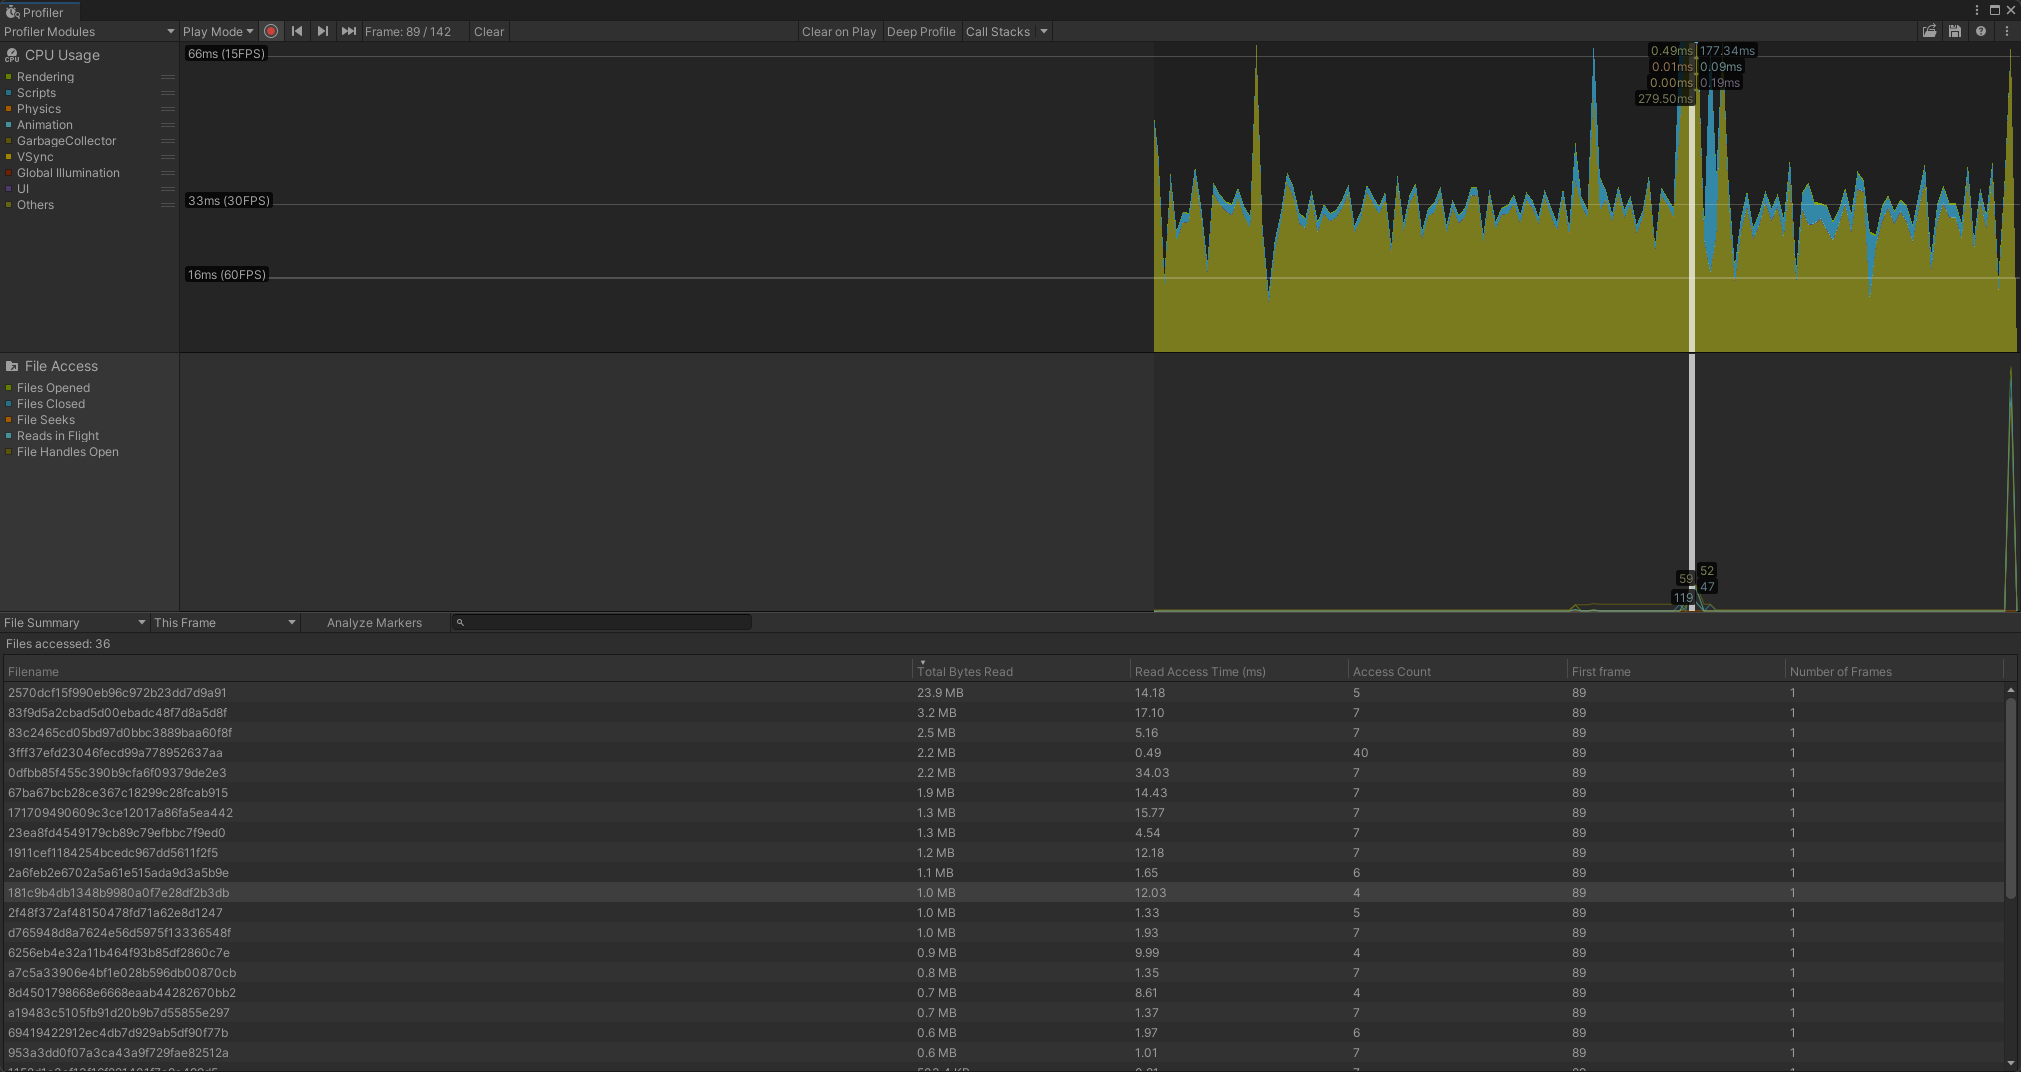 Profiler
Profiler Modules
Play Mode
Frame: 89 / 142
Clear
Clear on Play
Deep Profile
Call Stacks
CPU Usage
Rendering
Scripts
Physics
Animation
GarbageCollector
VSync
Global Illumination
UI
Others
66ms (15FPS)
33ms (30FPS)
16ms (60FPS)
0.49ms 177.34ms
0.01ms 0.09ms
0.00ms 0.19ms
279.50ms
File Access
Files Opened
Files Closed
File Seeks
Reads in Flight
File Handles Open
52
59
47
119
File Summary
This Frame
Analyze Markers
Files accessed: 36
Filename Total Bytes Read Read Access Time (ms) Access Count First frame Number of Frames
2570dcf15f990eb96c972b23dd7d9a91 23.9 MB 14.18 5 89 1
83f9d5a2cbad5d00ebadc48f7d8a5d8f 3.2 MB 17.10 7 89 1
83c2465cd05bd97d0bbc3889baa60f8f 2.5 MB 5.16 7 89 1
3fff37efd23046fecd99a778952637aa 2.2 MB 0.49 40 89 1
0dfbb85f455c390b9cfa6f09379de2e3 2.2 MB 34.03 7 89 1
67ba67bcb28ce367c18299c28fcab915 1.9 MB 14.43 7 89 1
171709490609c3ce12017a86fa5ea442 1.3 MB 15.77 7 89 1
23ea8fd4549179cb89c79efbbc7f9ed0 1.3 MB 4.54 7 89 1
1911cef1184254bcedc967dd5611f2f5 1.2 MB 12.18 7 89 1
2a6feb2e6702a5a61e515ada9d3a5b9e 1.1 MB 1.65 6 89 1
181c9b4db1348b9980a0f7e28df2b3db 1.0 MB 12.03 4 89 1
2f48f372af48150478fd71a62e8d1247 1.0 MB 1.33 5 89 1
d765948d8a7624e56d5975f13336548f 1.0 MB 1.93 7 89 1
6256eb4e32a11b464f93b85df2860c7e 0.9 MB 9.99 4 89 1
a7c5a33906e4bf1e028b596db00870cb 0.8 MB 1.35 7 89 1
8d4501798668e6668eaab44282670bb2 0.7 MB 8.61 4 89 1
a19483c5105fb91d20b9b7d55855e297 0.7 MB 1.37 7 89 1
69419422912ec4db7d929ab5df90f77b 0.6 MB 1.97 6 89 1
953a3dd0f07a3ca43a9f729fae82512a 0.6 MB 1.01 7 89 1